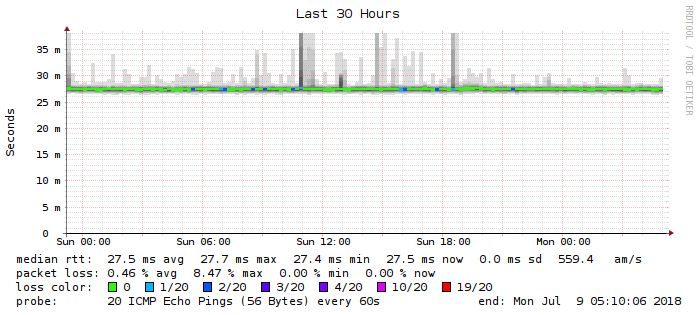 Last 30 Hours
RRDTOOL / TOBI OETIKER
Seconds
35 m
30 m
25 m
20 m
15 m
10 m
5 m
0
Sun 00:00 Sun 06:00 Sun 12:00 Sun 18:00 Mon 00:00
median rtt: 27.5 ms avg 27.7 ms max 27.4 ms min 27.5 ms now 0.0 ms sd 559.4 am/s
packet loss: 0.46 % avg 8.47 % max 0.00 % min 0.00 % now
loss color: 0 1/20 2/20 3/20 4/20 10/20 19/20
probe: 20 ICMP Echo Pings (56 Bytes) every 60s end: Mon Jul 9 05:10:06 2018